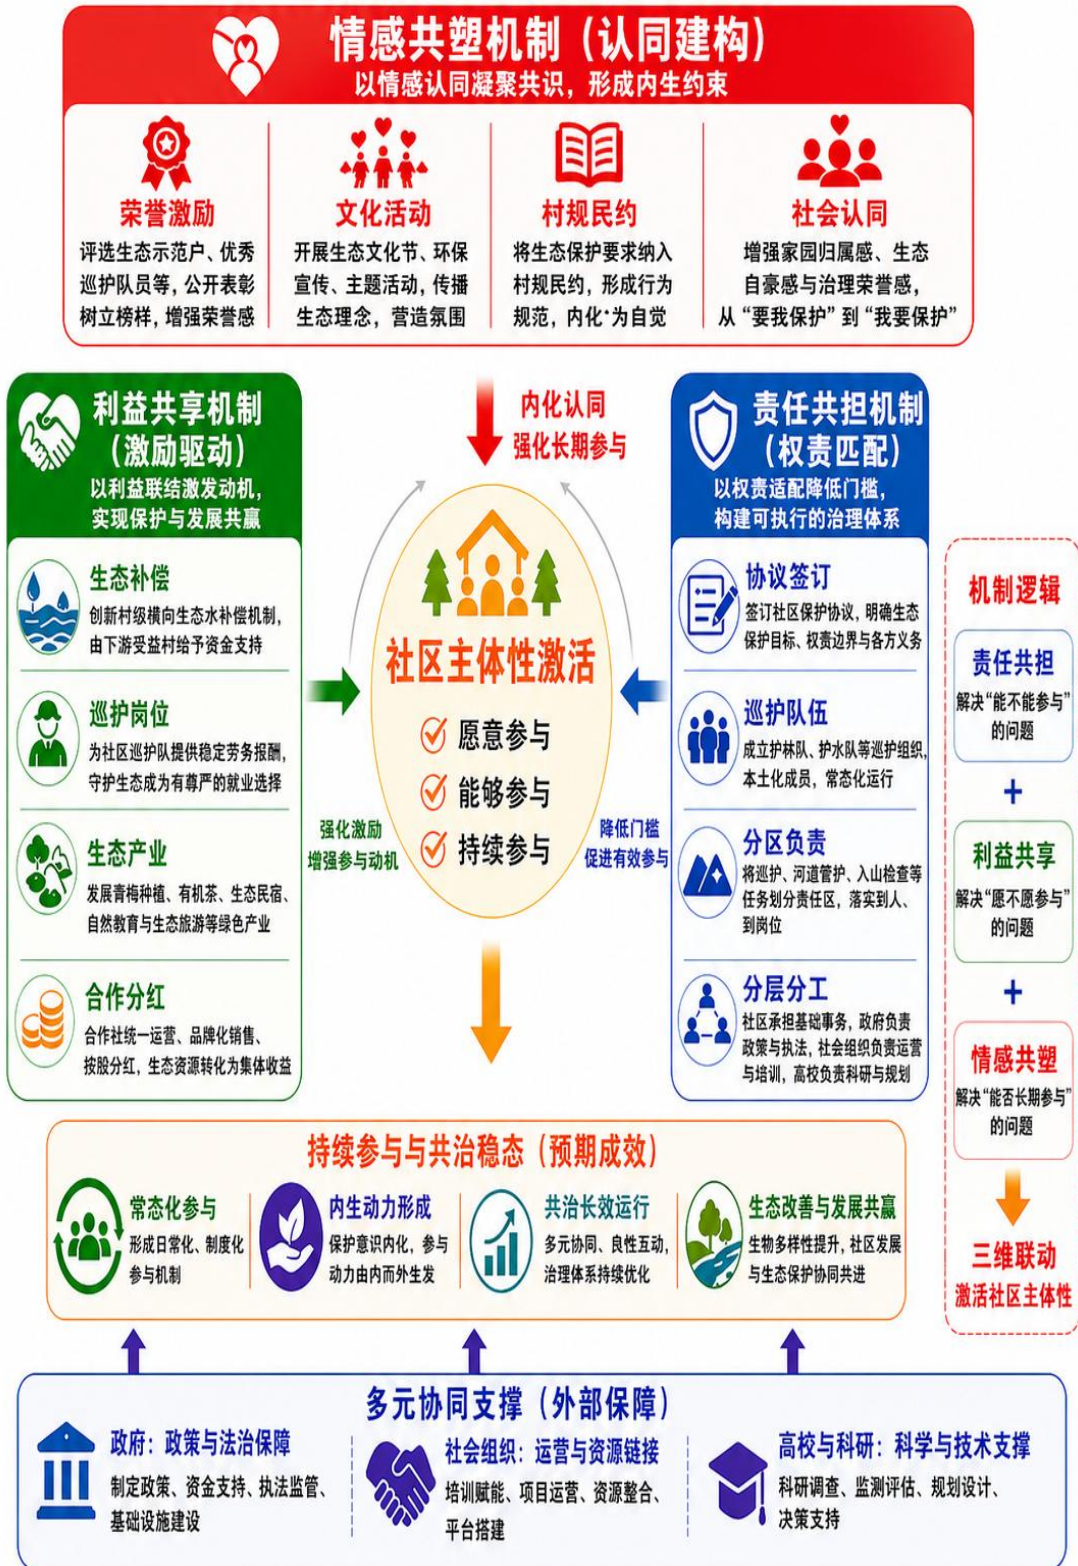 情感共塑机制（认同建构）
以情感认同凝聚共识，形成内生约束
荣誉激励
评选生态示范户、优秀
巡护队员等，公开表彰
树立榜样，增强荣誉感
文化活动
开展生态文化节、环保
宣传、主题活动，传播
生态理念，营造氛围
村规民约
将生态保护要求纳入
村规民约，形成行为
规范，内化*为自觉
社会认同
增强家园归属感、生态
自豪感与治理荣誉感，
从“要我保护”到“我要保护”
利益共享机制
（激励驱动）
以利益联结激发动机，
实现保护与发展共赢
生态补偿
创新村级横向生态水补偿机制，
由下游受益村给予资金支持
巡护岗位
为社区巡护队提供稳定劳务报酬，
守护生态成为有尊严的就业选择
生态产业
发展青梅种植、有机茶、生态民宿、
自然教育与生态旅游等绿色产业
合作分红
合作社统一运营、品牌化销售、
按股分红，生态资源转化为集体收益
内化认同
强化长期参与
社区主体性激活
愿意参与
能够参与
持续参与
强化激励
增强参与动机
降低门槛
促进有效参与
责任共担机制
（权责匹配）
以权责适配降低门槛，
构建可执行的治理体系
协议签订
签订社区保护协议，明确生态
保护目标、权责边界与各方义务
巡护队伍
成立护林队、护水队等巡护组织，
本土化成员，常态化运行
分区负责
将巡护、河道管护、入山检查等
任务划分责任区，落实到人、
到岗位
分层分工
社区承担基础事务，政府负责
政策与执法，社会组织负责运营
与培训，高校负责科研与规划
机制逻辑
责任共担
解决“能不能参与”
的问题
+
利益共享
解决“愿不愿参与”
的问题
+
情感共塑
解决“能否长期参与”
的问题
三维联动
激活社区主体性
持续参与与共治稳态（预期成效）
常态化参与
形成日常化、制度化
参与机制
内生动力形成
保护意识内化，参与
动力由内而外生发
共治长效运行
多元协同、良性互动，
治理体系持续优化
生态改善与发展共赢
生物多样性提升，社区发展
与生态保护协同共进
多元协同支撑（外部保障）
政府：政策与法治保障
制定政策、资金支持、执法监管、
基础设施建设
社会组织：运营与资源链接
培训赋能、项目运营、资源整合、
平台搭建
高校与科研：科学与技术支撑
科研调查、监测评估、规划设计、
决策支持